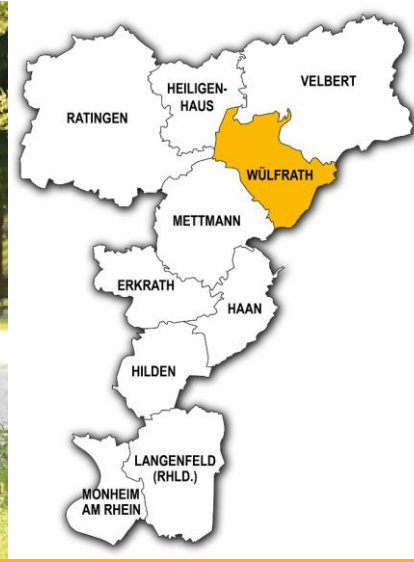 VELBERT
HEILIGEN-
HAUS
RATINGEN
WÜLFRATH
METTMANN
ERKRATH
HAAN
HILDEN
LANGENFELD
(RHLD.)
MONHEIM
AM RHEIN